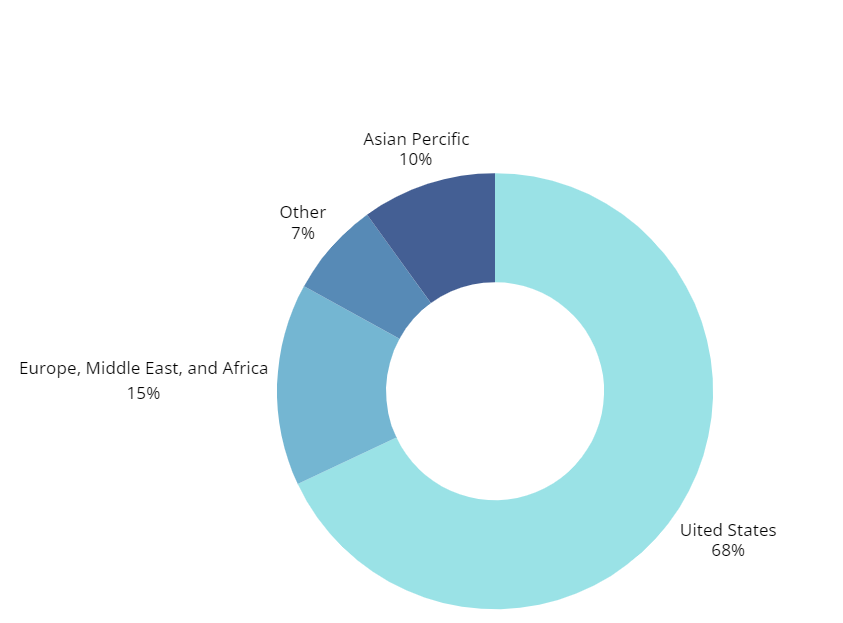 Asian Percific
10%
Other
7%
Europe, Middle East, and Africa
15%
Uited States
68%